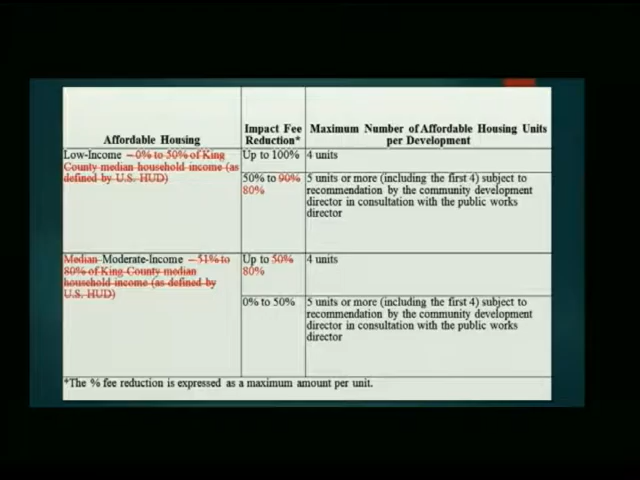 Affordable Housing
Impact Fee
Reduction*
Maximum Number of Affordable Housing Units
per Development
Low-Income – 0% to 50% of King
County median household income (as
defined by U.S. HUD)
Up to 100%
4 units
50% to 90%
80%
5 units or more (including the first 4) subject to
recommendation by the community development
director in consultation with the public works
director
Median Moderate-Income – 51% to
80% of King County median
household income (as defined by
U.S. HUD)
Up to 50%
80%
4 units
0% to 50%
5 units or more (including the first 4) subject to
recommendation by the community development
director in consultation with the public works
director
*The % fee reduction is expressed as a maximum amount per unit.